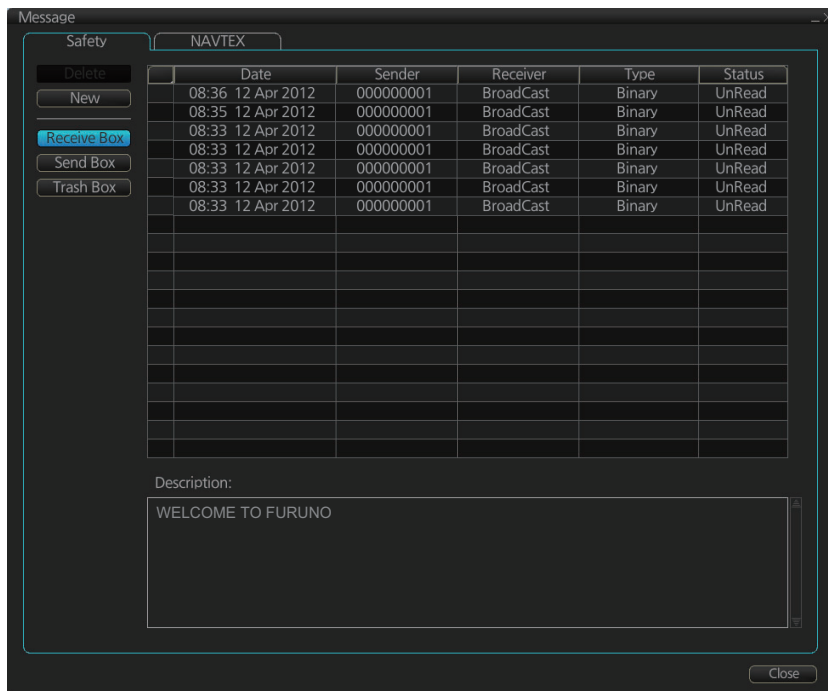 Message
Safety NAVTEX
Delete
New
Receive Box
Send Box
Trash Box
Date Sender Receiver Type Status
08:36 12 Apr 2012 000000001 BroadCast Binary UnRead
08:35 12 Apr 2012 000000001 BroadCast Binary UnRead
08:33 12 Apr 2012 000000001 BroadCast Binary UnRead
08:33 12 Apr 2012 000000001 BroadCast Binary UnRead
08:33 12 Apr 2012 000000001 BroadCast Binary UnRead
08:33 12 Apr 2012 000000001 BroadCast Binary UnRead
08:33 12 Apr 2012 000000001 BroadCast Binary UnRead
Description:
WELCOME TO FURUNO
Close